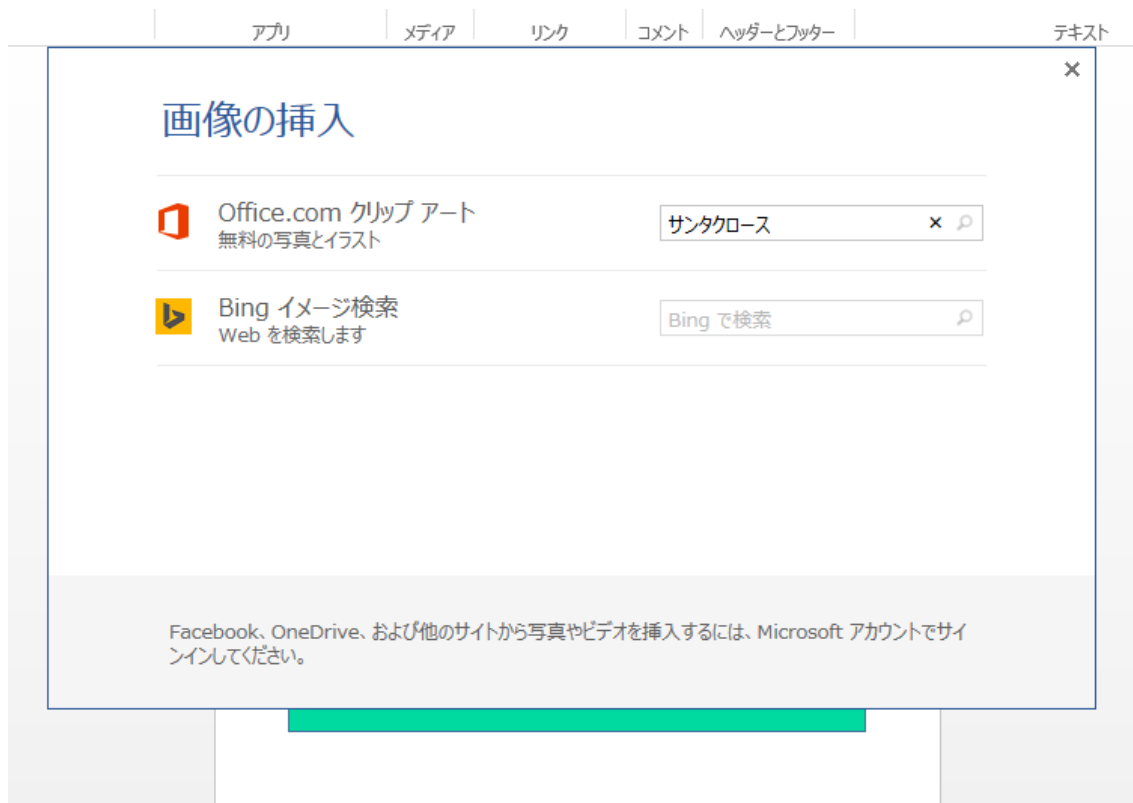 アプリ メディア リンク コメント ヘッダーとフッター テキスト
画像の挿入
Office.com クリップ アート
無料の写真とイラスト
サンタクロース
Bing イメージ検索
Web を検索します
Bing で検索
Facebook、OneDrive、および他のサイトから写真やビデオを挿入するには、Microsoft アカウントでサイ
ンインしてください。